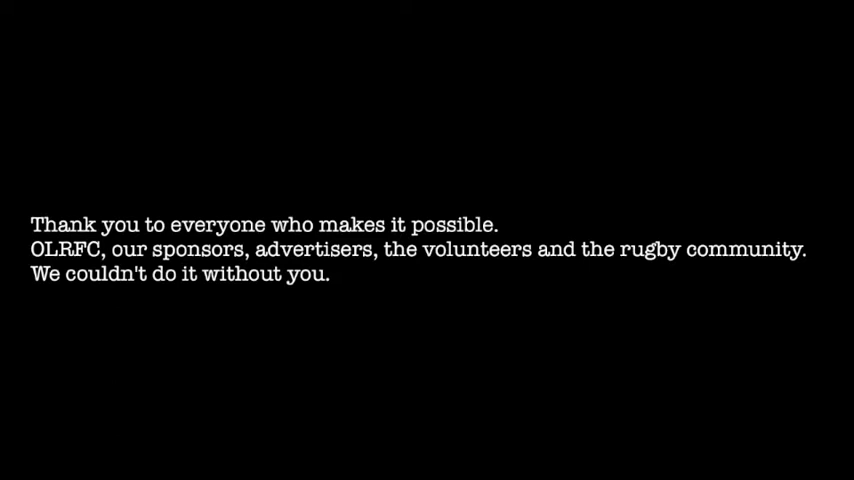 Thank you to everyone who makes it possible.
OLRFC, our sponsors, advertisers, the volunteers and the rugby community.
We couldn't do it without you.